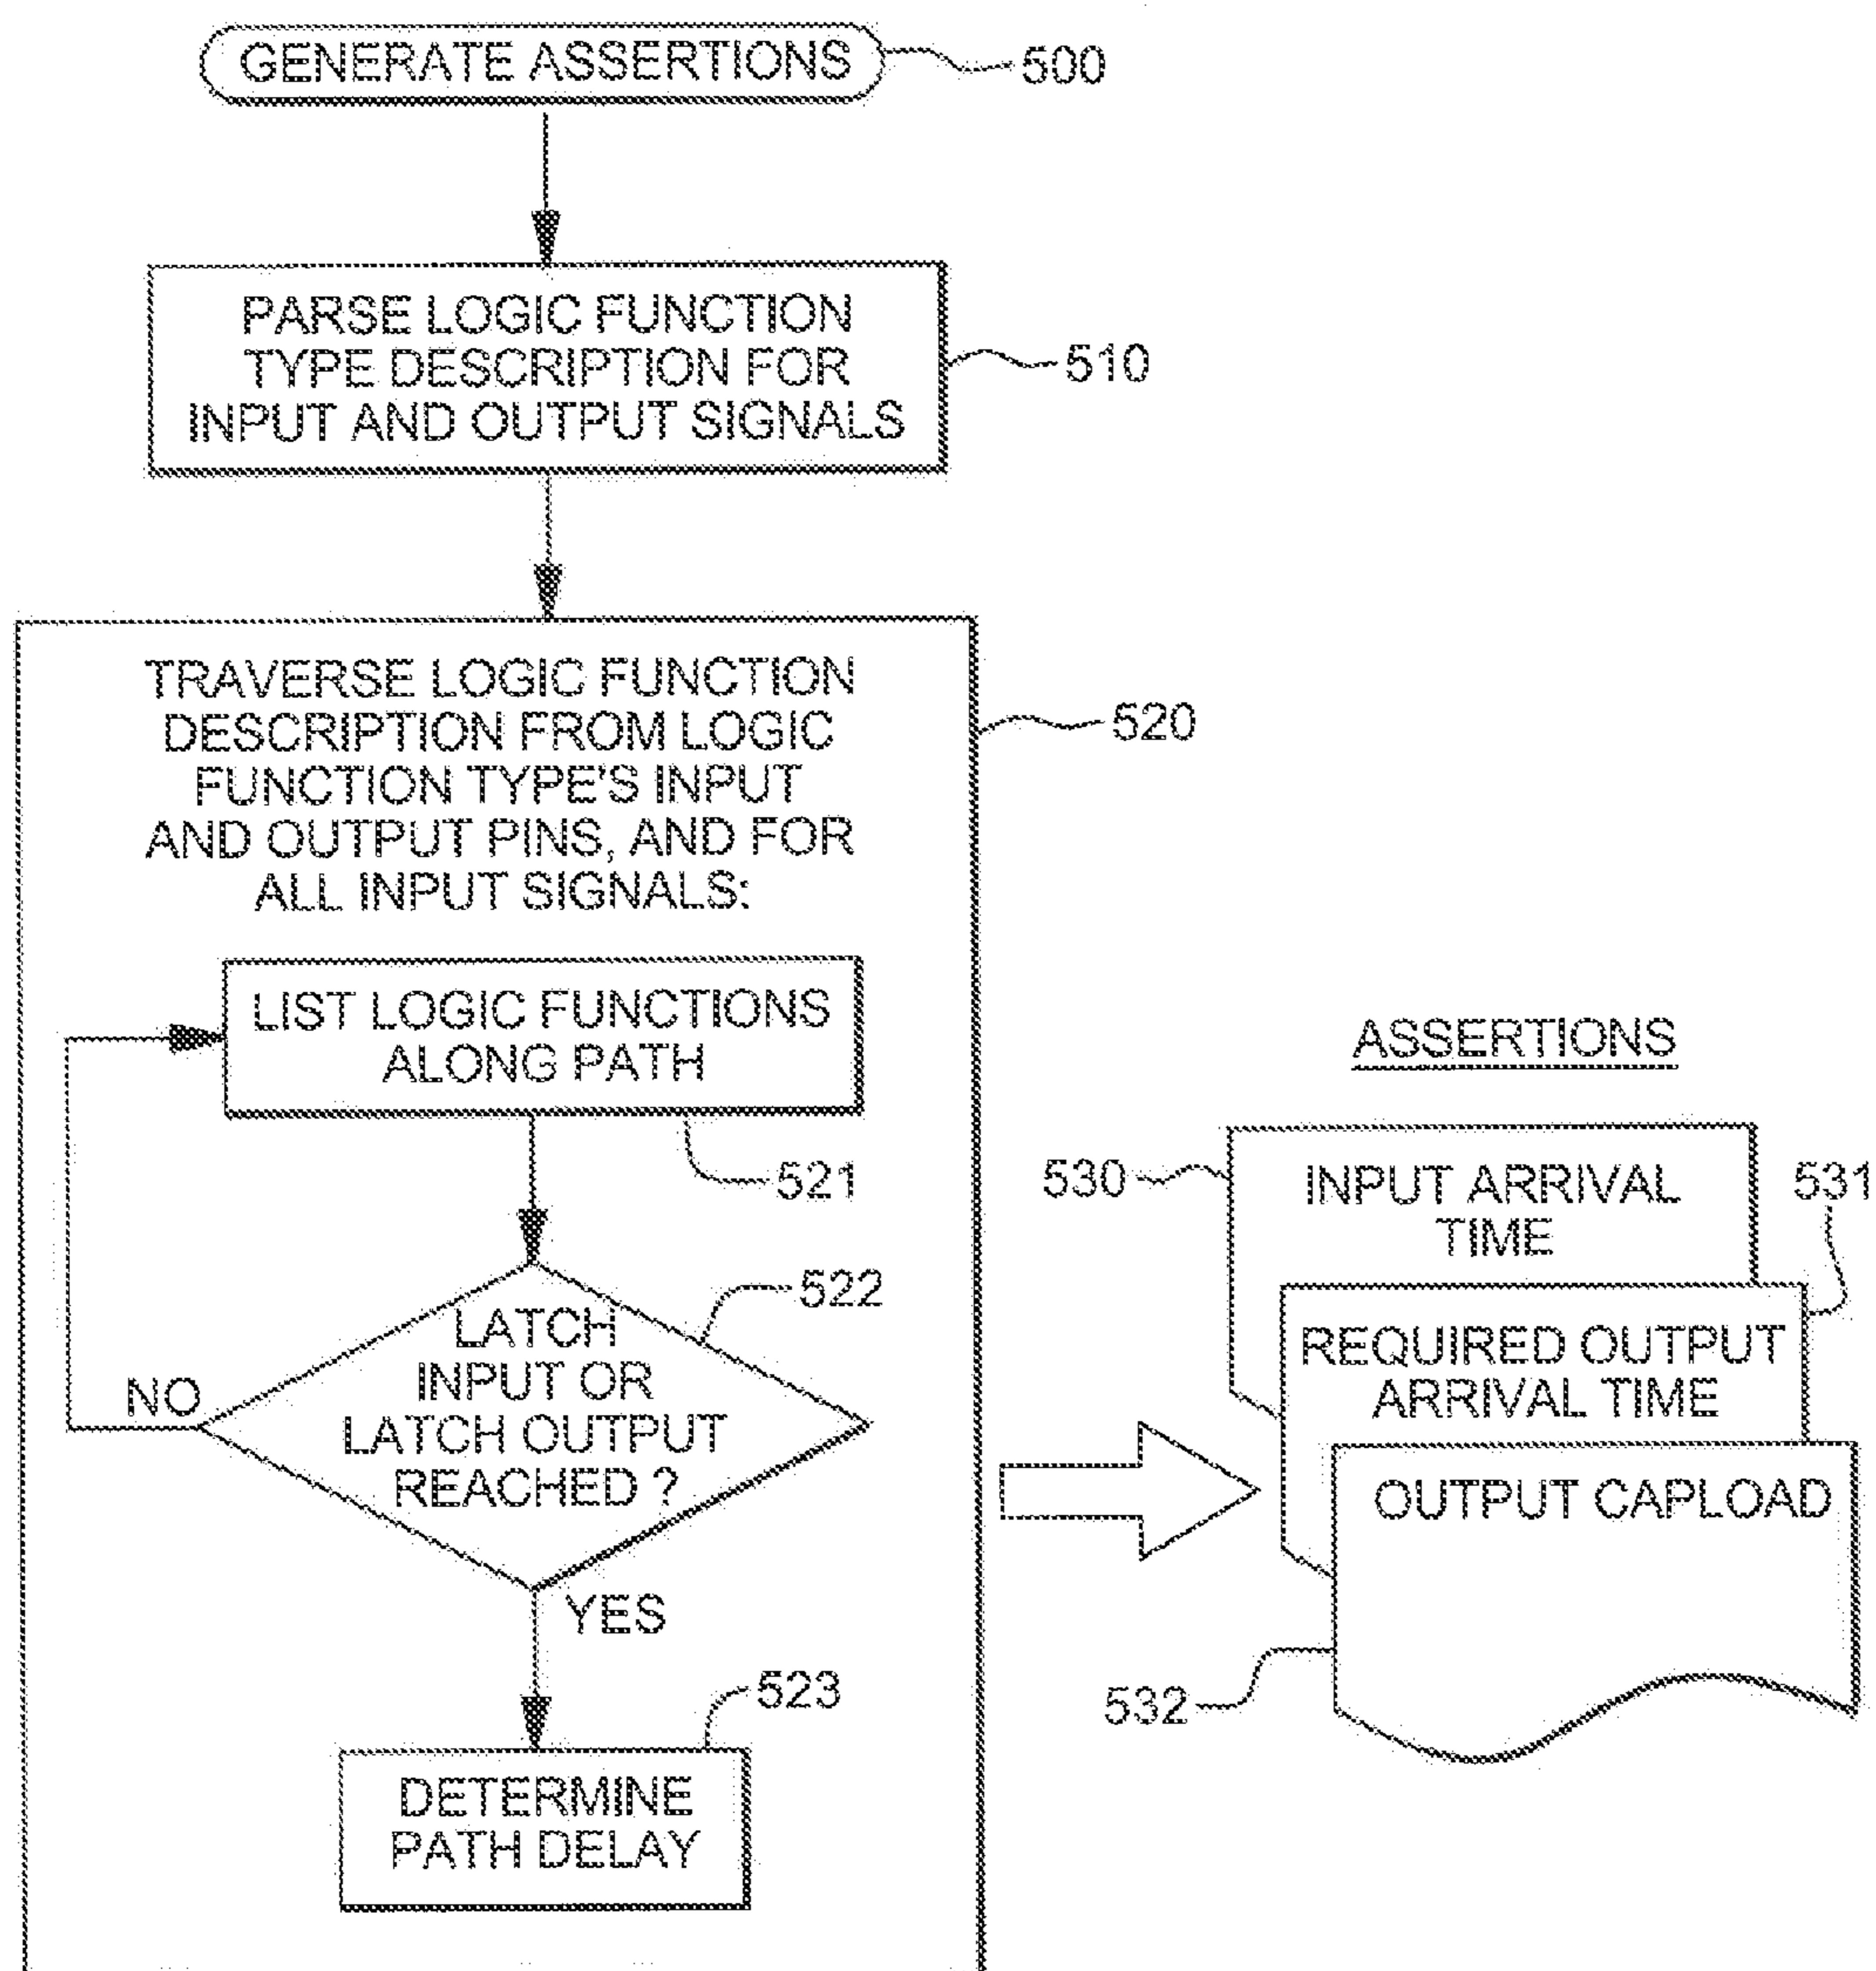 GENERATE ASSERTIONS
500
PARSE LOGIC FUNCTION
TYPE DESCRIPTION FOR
INPUT AND OUTPUT SIGNALS
510
TRAVERSE LOGIC FUNCTION
DESCRIPTION FROM LOGIC
FUNCTION TYPE'S INPUT
AND OUTPUT PINS, AND FOR
ALL INPUT SIGNALS:
520
LIST LOGIC FUNCTIONS
ALONG PATH
521
LATCH
INPUT OR
LATCH OUTPUT
REACHED ?
522
NO
YES
DETERMINE
PATH DELAY
523
ASSERTIONS
530
INPUT ARRIVAL
TIME
531
REQUIRED OUTPUT
ARRIVAL TIME
OUTPUT CAPLOAD
532